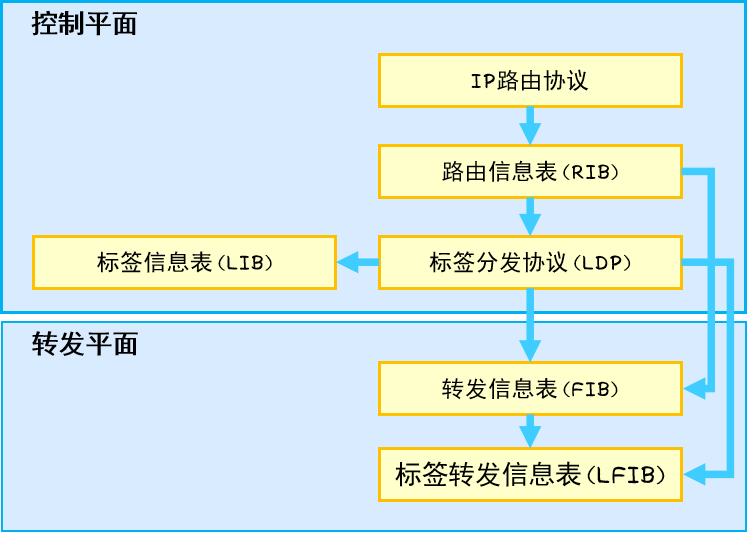 控制平面
IP路由协议
路由信息表(RIB)
标签信息表(LIB)
标签分发协议(LDP)
转发平面
转发信息表(FIB)
标签转发信息表(LFIB)